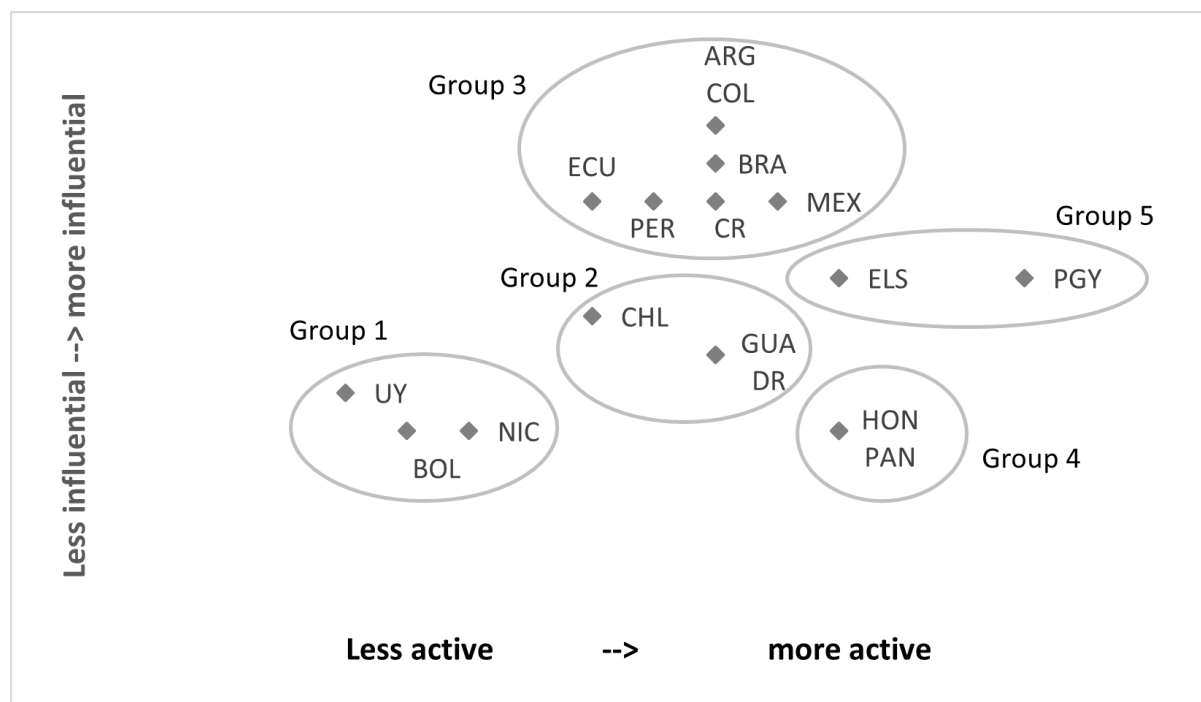 ARG
Group 3
COL
ECU
BRA
MEX
PER
CR
Group 5
Group 2
ELS
PGY
CHL
Group 1
GUA
DR
UY
HON
NIC
PAN
Group 4
BOL
Less influential --> more influential
Less active --> more active